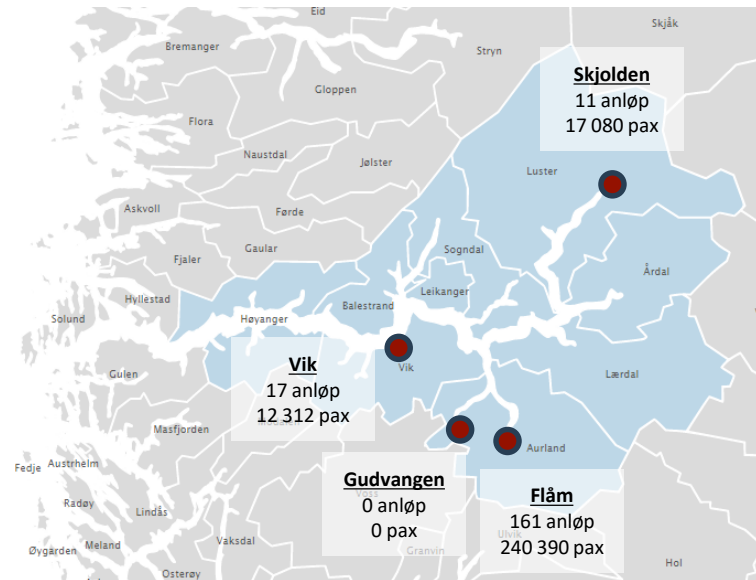 Eid
Skjåk
Bremanger
Stryn
Gloppen
Skjolden
11 anløp
17 080 pax
Flora
Naustdal
Jølster
Luster
Askvoll
Førde
Gaular
Sogndal
Fjaler
Årdal
Hyllestad
Leikanger
Balestrand
Solund
Høyanger
Vik
17 anløp
12 312 pax
Vik
Gulen
Lærdal
Masfjorden
Aurland
Fedje
Austrheim
Gudvangen
0 anløp
0 pax
Voss
Flåm
161 anløp
240 390 pax
Radøy
Lindås
Ulvik
Vaksdal
Meland
Øygarden
Granvin
Hol
Osterøy